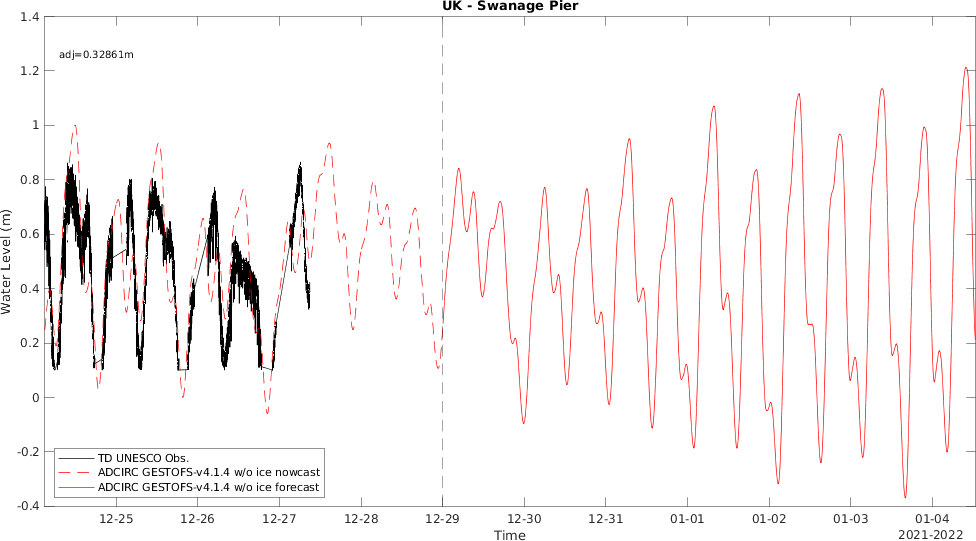 UK - Swanage Pier
adj=0.32861m
Water Level (m)
1.4
1.2
1
0.8
0.6
0.4
0.2
0
-0.2
-0.4
TD UNESCO Obs.
ADCIRC GESTOFS-v4.1.4 w/o ice nowcast
ADCIRC GESTOFS-v4.1.4 w/o ice forecast
12-25 12-26 12-27 12-28 12-29 12-30 12-31 01-01 01-02 01-03 01-04
Time
2021-2022